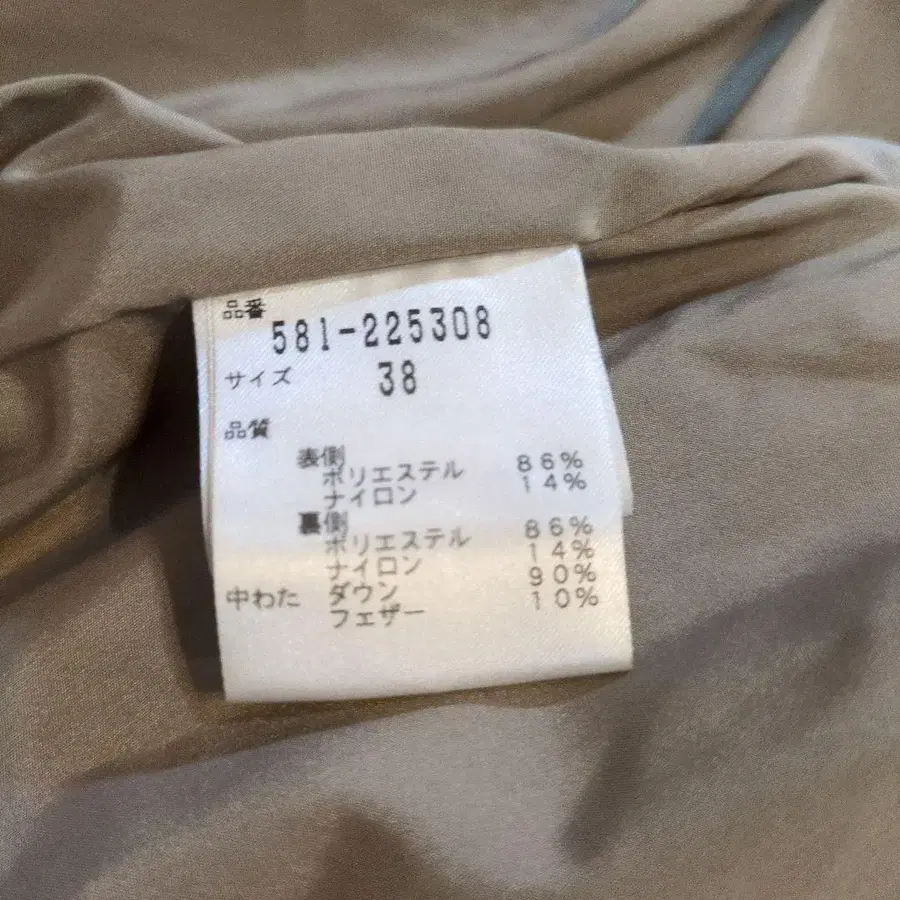 品番
581-225308
サイズ 38
品質
表側
ポリエステル 86%
ナイロン 14%
裏側
ポリエステル 86%
ナイロン 14%
中わた ダウン 90%
フェザー 10%